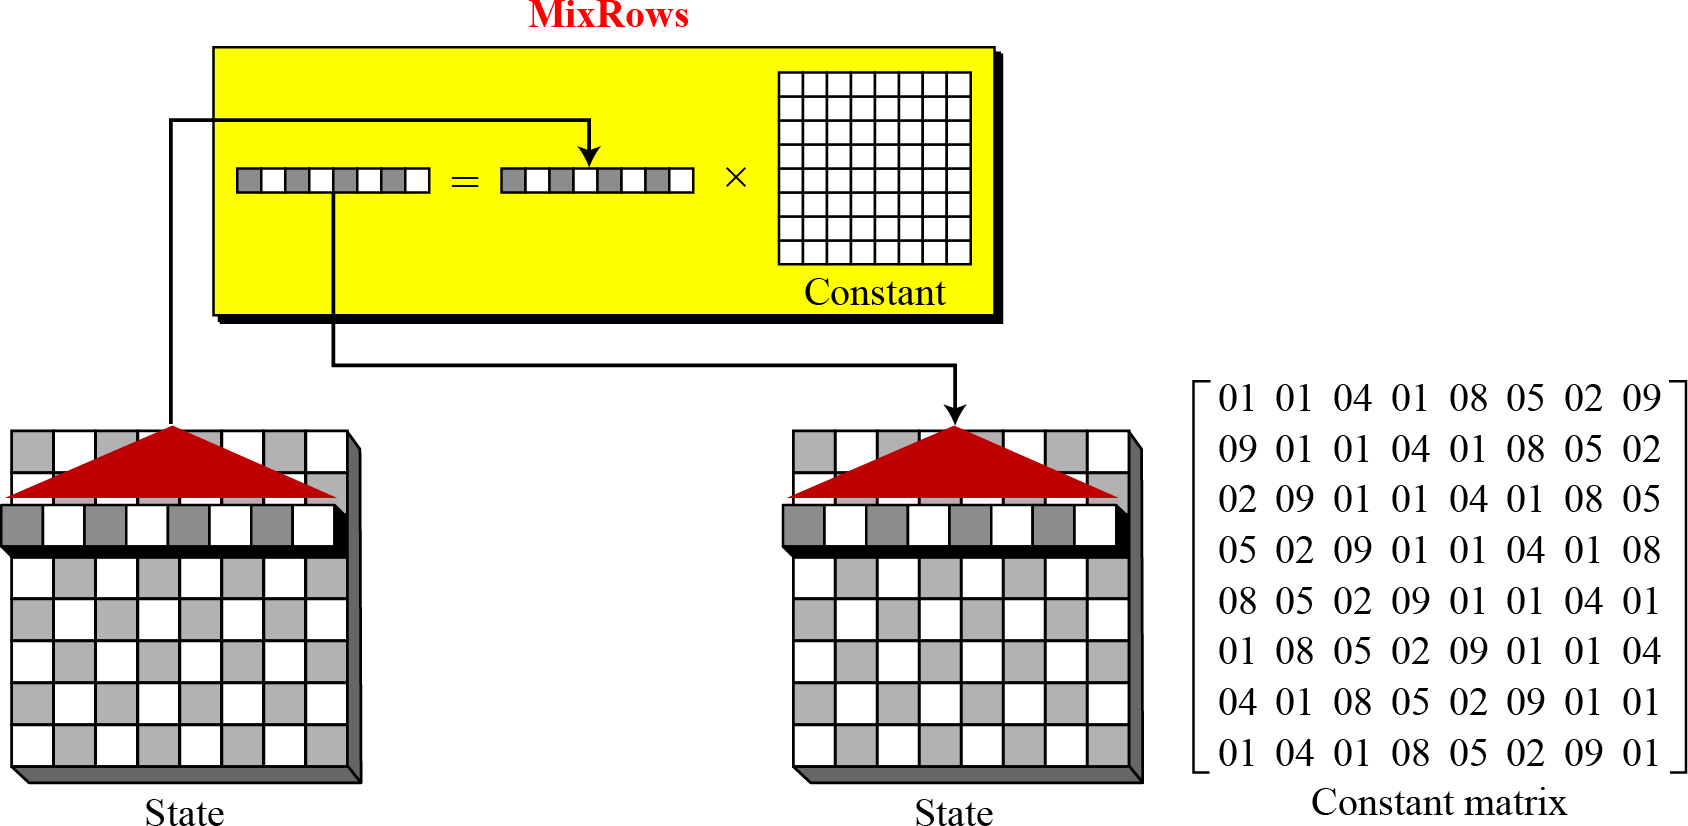 MixRows
= ×
Constant
State
State
01 01 04 01 08 05 02 09
09 01 01 04 01 08 05 02
02 09 01 01 04 01 08 05
05 02 09 01 01 04 01 08
08 05 02 09 01 01 04 01
01 08 05 02 09 01 01 04
04 01 08 05 02 09 01 01
01 04 01 08 05 02 09 01
Constant matrix